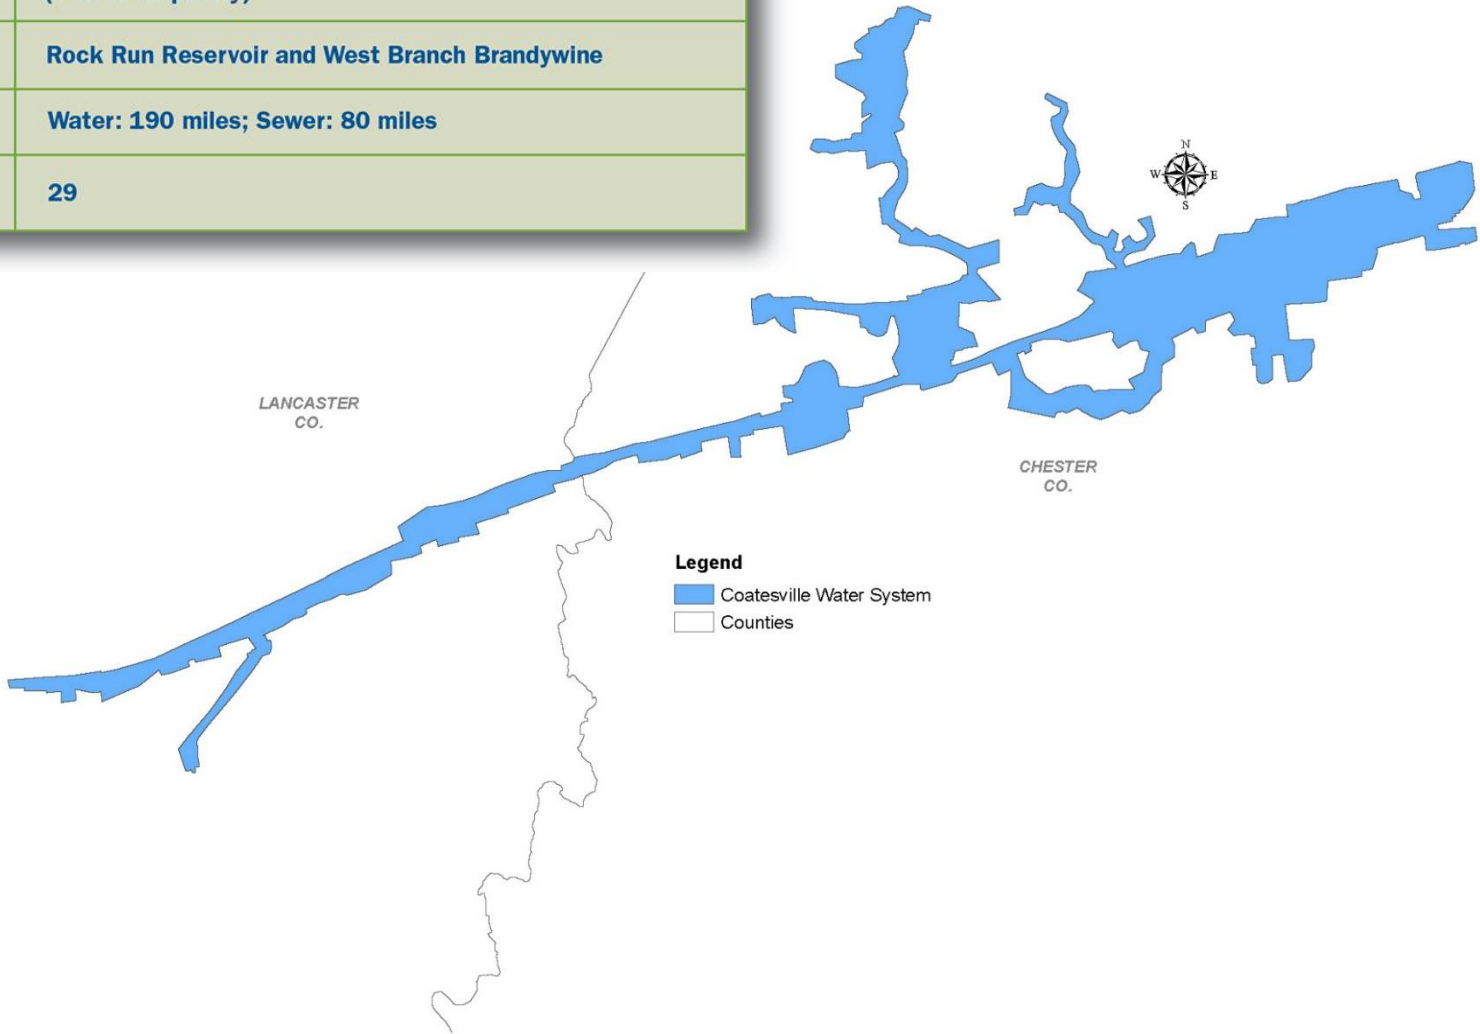 Rock Run Reservoir and West Branch Brandywine
Water: 190 miles; Sewer: 80 miles
29
N
W E
S
LANCASTER
CO.
CHESTER
CO.
Legend
Coatesville Water System
Counties